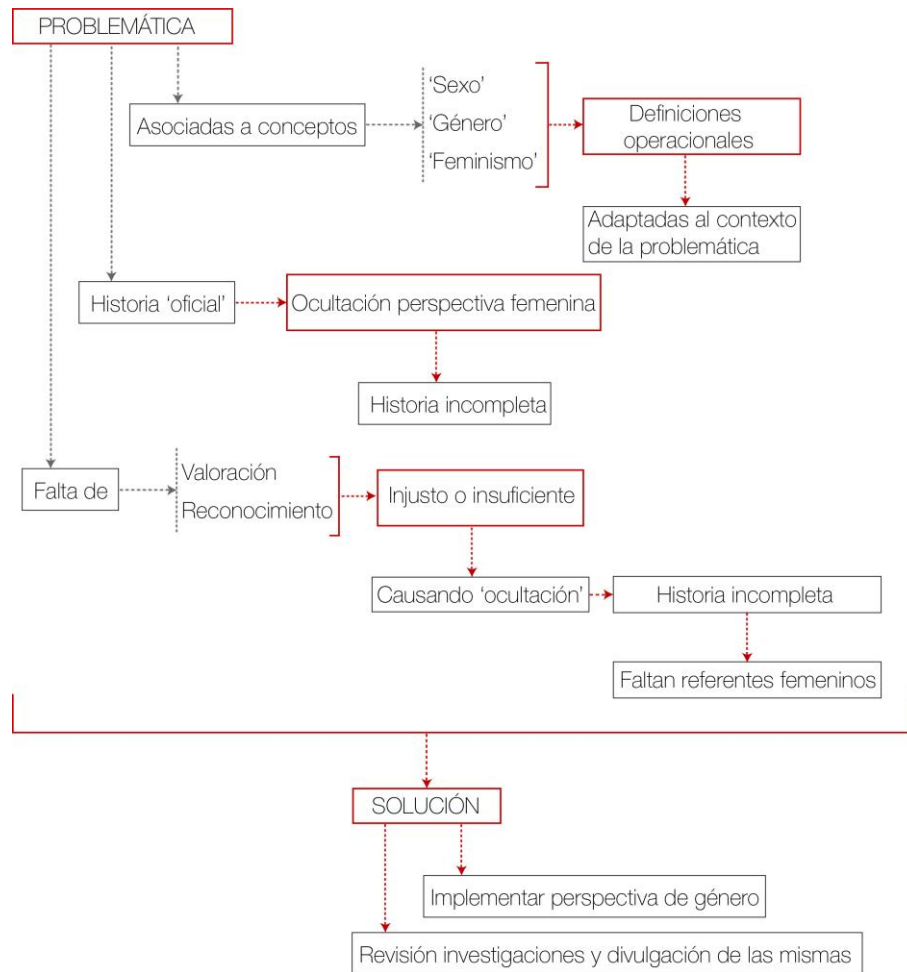 PROBLEMÁTICA
‘Sexo’
Asociadas a conceptos
‘Género’
‘Feminismo’
Definiciones
operacionales
Adaptadas al contexto
de la problemática
Historia ‘oficial’
Ocultación perspectiva femenina
Historia incompleta
Falta de
Valoración
Reconocimiento
Injusto o insuficiente
Causando ‘ocultación’
Historia incompleta
Faltan referentes femeninos
SOLUCIÓN
Implementar perspectiva de género
Revisión investigaciones y divulgación de las mismas